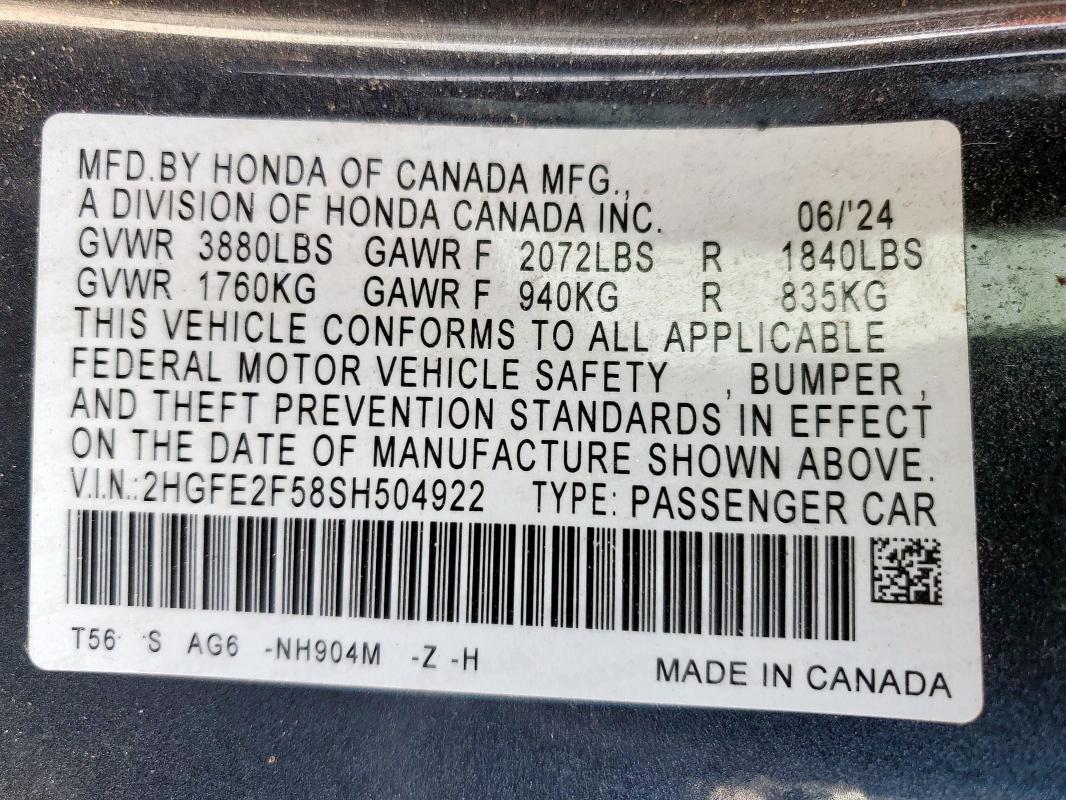 MFD.BY HONDA OF CANADA MFG.,
A DIVISION OF HONDA CANADA INC. 06/'24
GVWR 3880LBS GAWR F 2072LBS R 1840LBS
GVWR 1760KG GAWR F 940KG R 835KG
THIS VEHICLE CONFORMS TO ALL APPLICABLE
FEDERAL MOTOR VEHICLE SAFETY , BUMPER ,
AND THEFT PREVENTION STANDARDS IN EFFECT
ON THE DATE OF MANUFACTURE SHOWN ABOVE.
V.I.N.:2HGFE2F58SH504922 TYPE: PASSENGER CAR
T56 S AG6 -NH904M -Z -H
MADE IN CANADA